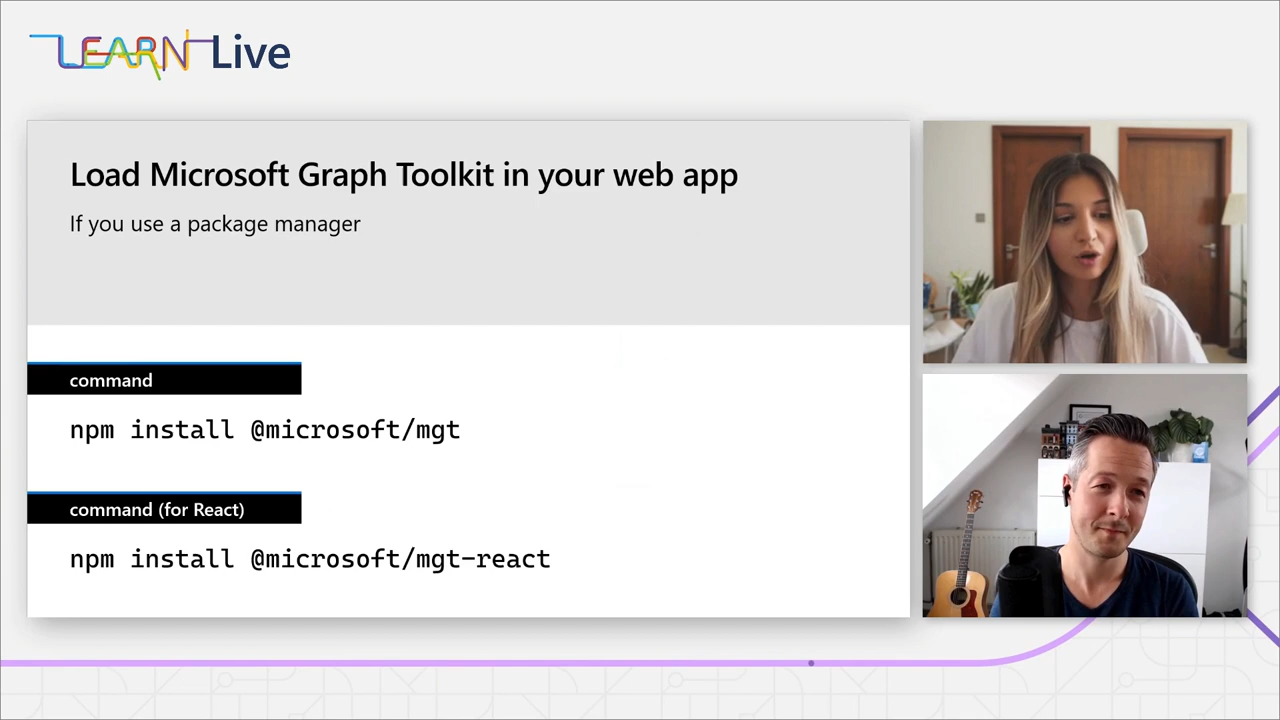 LEARN Live
Load Microsoft Graph Toolkit in your web app
If you use a package manager
command
npm install @microsoft/mgt
command (for React)
npm install @microsoft/mgt-react